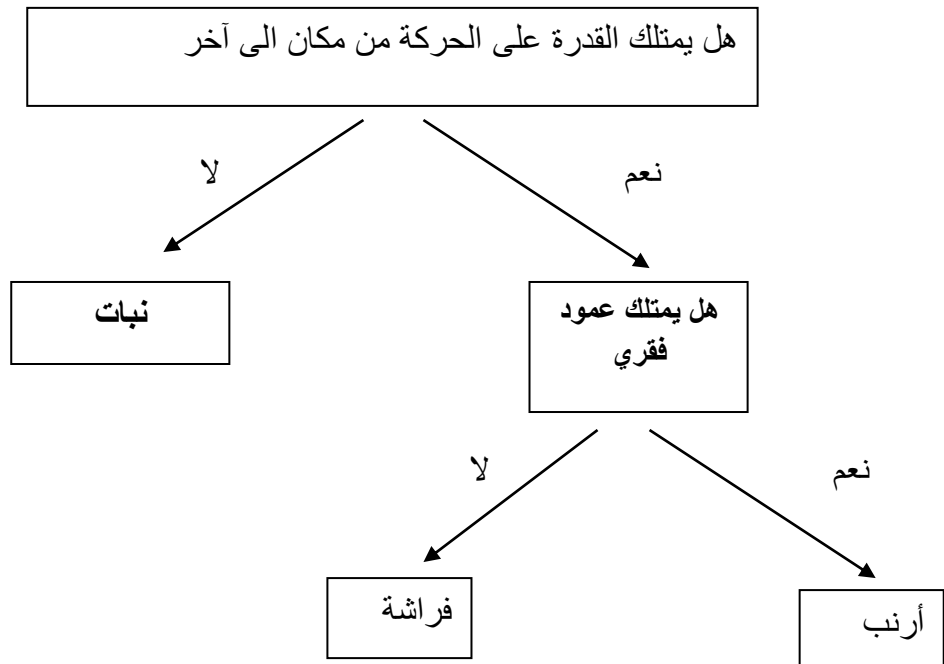 هل يمتلك القدرة على الحركة من مكان الى آخر
نعم
لا
هل يمتلك عمود
فقري
نبات
نعم
لا
أرنب
فراشة